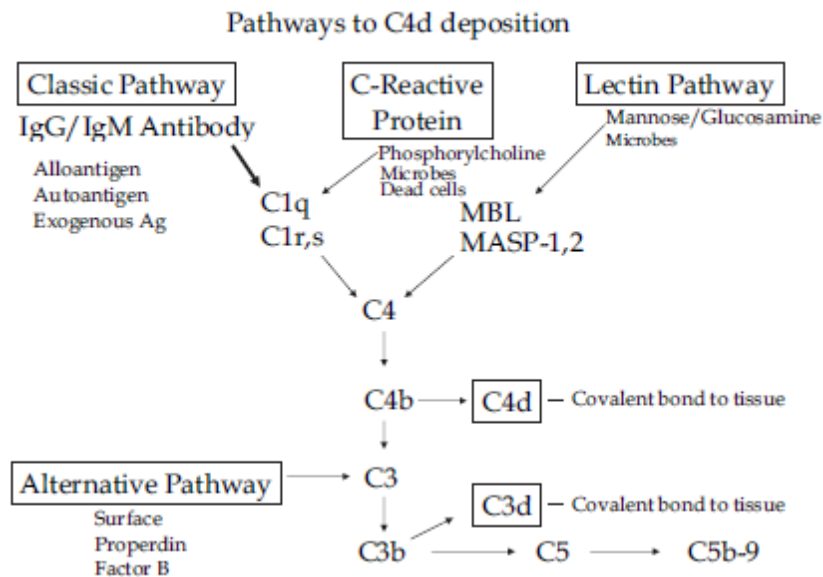 Pathways to C4d deposition
Classic Pathway
IgG/IgM Antibody
Alloantigen
Autoantigen
Exogenous Ag
C-Reactive
Protein
Phosphorylcholine
Microbes
Dead cells
Lectin Pathway
Mannose/Glucosamine
Microbes
C1q
C1r,s
MBL
MASP-1,2
C4
C4b
C4d
Covalent bond to tissue
Alternative Pathway
Surface
Properdin
Factor B
C3
C3d
Covalent bond to tissue
C3b
C5
C5b-9